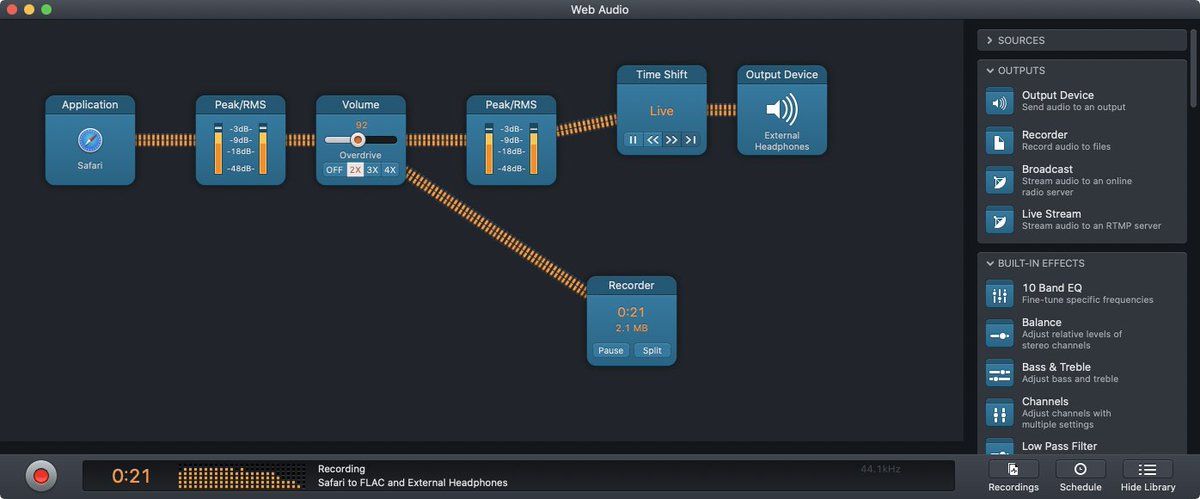 Web Audio
Application
Safari
Peak/RMS
-3dB-
-9dB-
-18dB-
-48dB-
Volume
92
Overdrive
OFF 2X 3X 4X
Peak/RMS
-3dB-
-9dB-
-18dB-
-48dB-
Time Shift
Live
Output Device
External
Headphones
Recorder
0:21
2.1 MB
Pause Split
SOURCES
OUTPUTS
Output Device
Send audio to an output
Recorder
Record audio to files
Broadcast
Stream audio to an online
radio server
Live Stream
Stream audio to an RTMP server
BUILT-IN EFFECTS
10 Band EQ
Fine-tune specific frequencies
Balance
Adjust relative levels of
stereo channels
Bass & Treble
Adjust bass and treble
Channels
Adjust channels with
multiple settings
Low Pass Filter
0:21
Recording
Safari to FLAC and External Headphones
44.1kHz
Recordings
Schedule
Hide Library